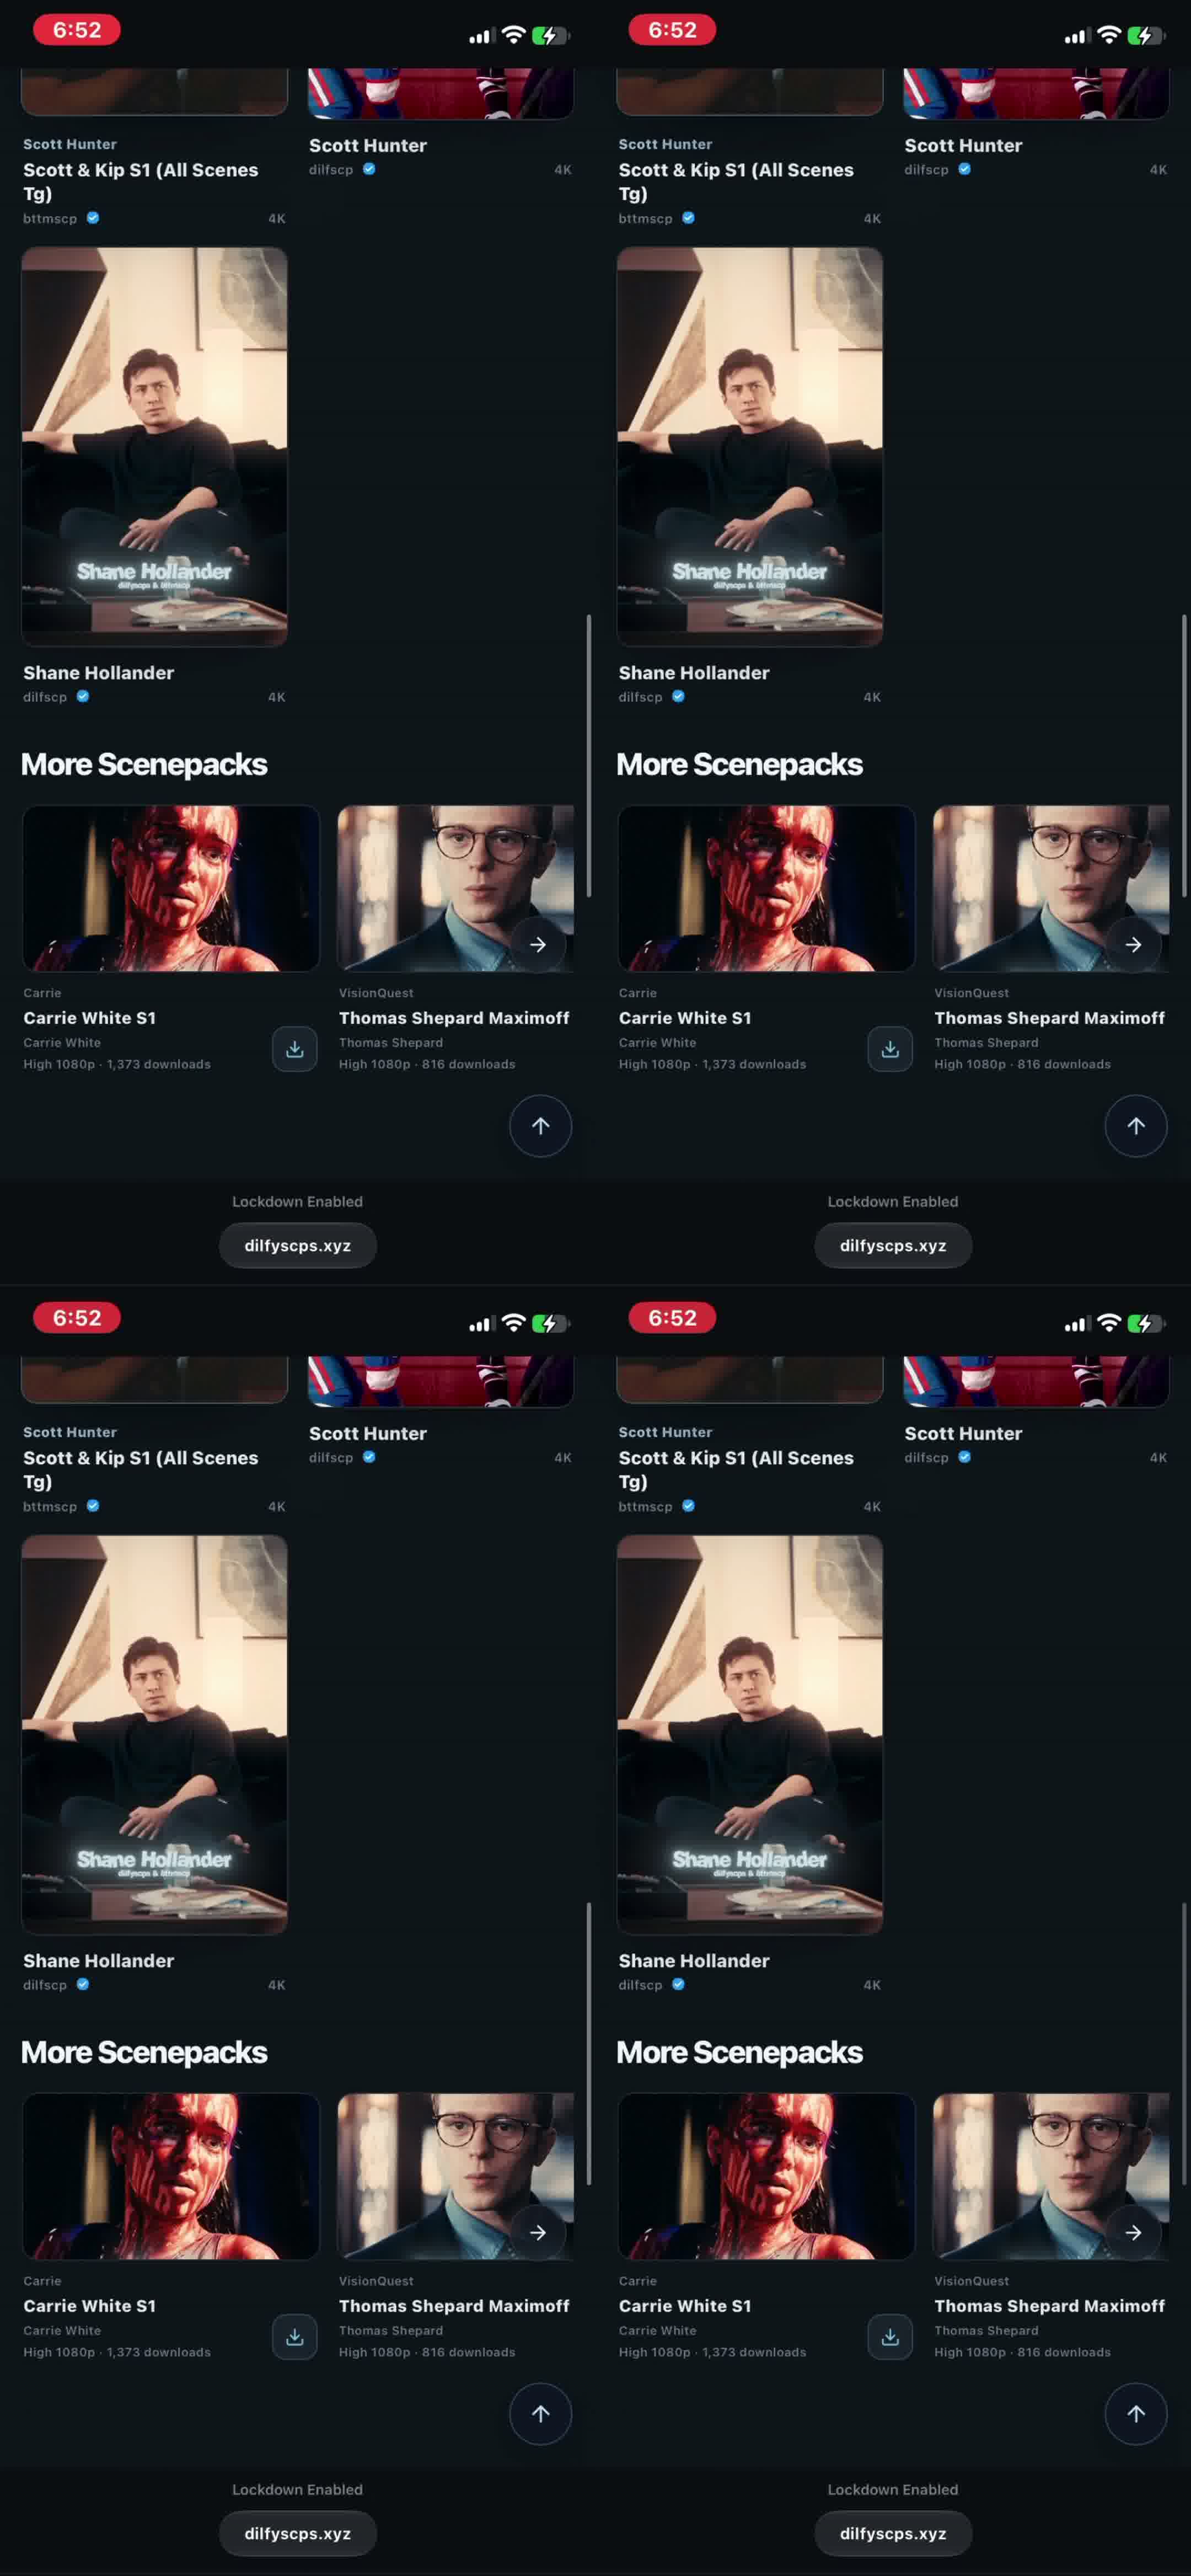 6:52
Scott Hunter
Scott & Kip S1 (All Scenes
Tg)
bttmscp
4K
Scott Hunter
dilfscp
4K
Shane Hollander
dilfyscps & bttmscp
Shane Hollander
dilfscp
4K
More Scenepacks
Carrie
Carrie White S1
Carrie White
High 1080p · 1,373 downloads
VisionQuest
Thomas Shepard Maximoff
Thomas Shepard
High 1080p · 816 downloads
Lockdown Enabled
dilfyscps.xyz
6:52
Scott Hunter
Scott & Kip S1 (All Scenes
Tg)
bttmscp
4K
Scott Hunter
dilfscp
4K
Shane Hollander
dilfyscps & bttmscp
Shane Hollander
dilfscp
4K
More Scenepacks
Carrie
Carrie White S1
Carrie White
High 1080p · 1,373 downloads
VisionQuest
Thomas Shepard Maximoff
Thomas Shepard
High 1080p · 816 downloads
Lockdown Enabled
dilfyscps.xyz
6:52
Scott Hunter
Scott & Kip S1 (All Scenes
Tg)
bttmscp
4K
Scott Hunter
dilfscp
4K
Shane Hollander
dilfyscps & bttmscp
Shane Hollander
dilfscp
4K
More Scenepacks
Carrie
Carrie White S1
Carrie White
High 1080p · 1,373 downloads
VisionQuest
Thomas Shepard Maximoff
Thomas Shepard
High 1080p · 816 downloads
Lockdown Enabled
dilfyscps.xyz
6:52
Scott Hunter
Scott & Kip S1 (All Scenes
Tg)
bttmscp
4K
Scott Hunter
dilfscp
4K
Shane Hollander
dilfyscps & bttmscp
Shane Hollander
dilfscp
4K
More Scenepacks
Carrie
Carrie White S1
Carrie White
High 1080p · 1,373 downloads
VisionQuest
Thomas Shepard Maximoff
Thomas Shepard
High 1080p · 816 downloads
Lockdown Enabled
dilfyscps.xyz